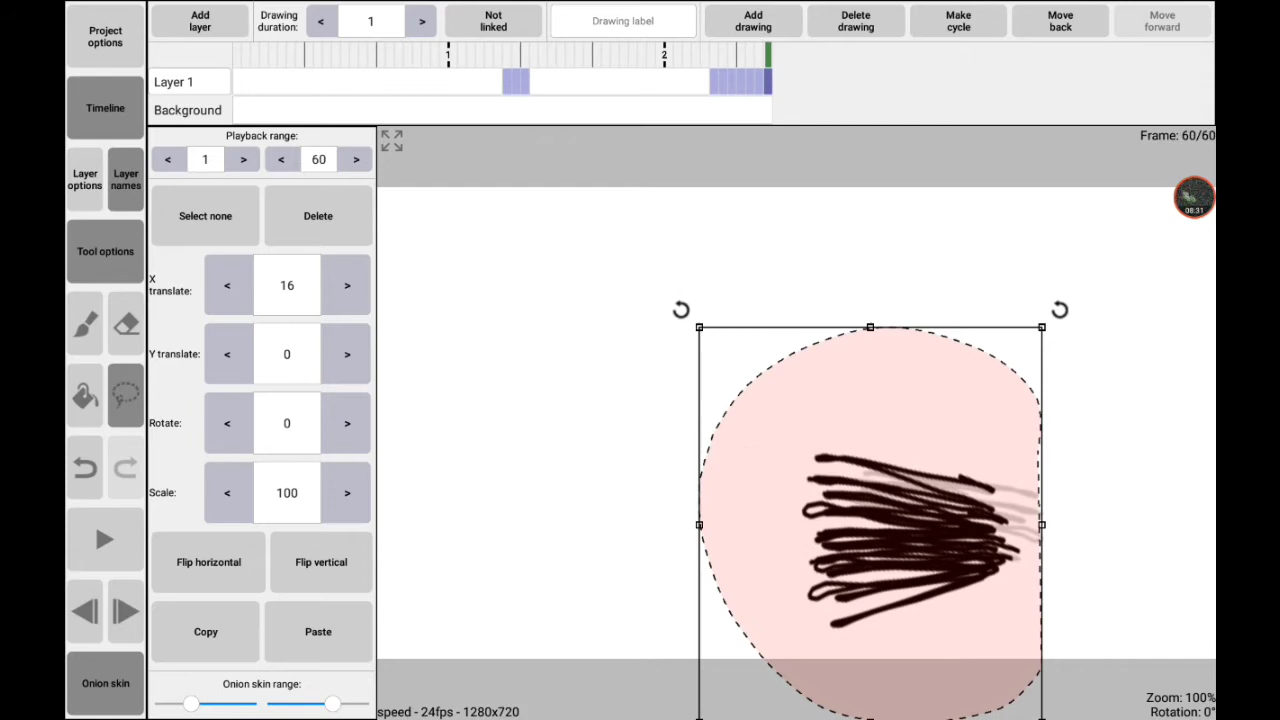 Project options
Add layer
Drawing duration:
<
1
>
Not linked
Drawing label
Add drawing
Delete drawing
Make cycle
Move back
Move forward
1
2
Timeline
Layer 1
Background
Playback range:
<
1
>
<
60
>
Frame: 60/60
Layer options
Layer names
Select none
Delete
08:31
Tool options
X translate:
<
16
>
Y translate:
<
0
>
Rotate:
<
0
>
Scale:
<
100
>
Flip horizontal
Flip vertical
Copy
Paste
Onion skin
Onion skin range:
speed - 24fps - 1280x720
Zoom: 100%
Rotation: 0°